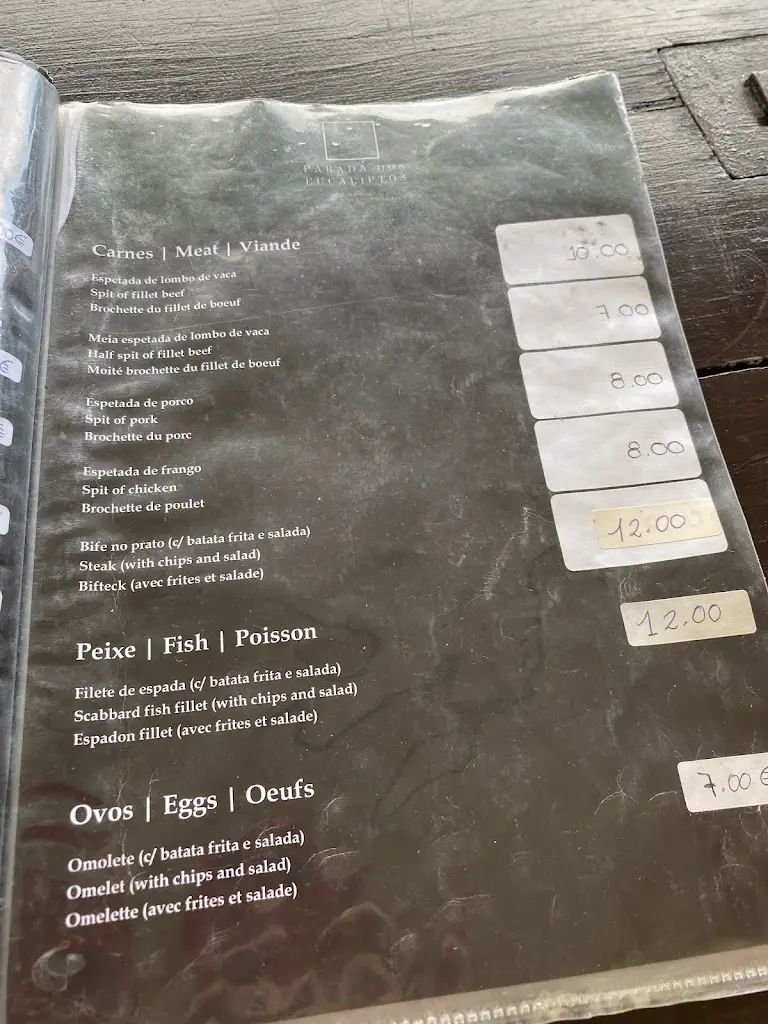 PARADA DOS
EUCALIPTOS
Carnes | Meat | Viande
Espetada de lombo de vaca
Spit of fillet beef
Brochette du fillet de boeuf
10.00
Meia espetada de lombo de vaca
Half spit of fillet beef
Moité brochette du fillet de boeuf
7.00
Espetada de porco
Spit of pork
Brochette du porc
8.00
Espetada de frango
Spit of chicken
Brochette de poulet
8.00
Bife no prato (c/ batata frita e salada)
Steak (with chips and salad)
Bifteck (avec frites et salade)
12.00
Peixe | Fish | Poisson
Filete de espada (c/ batata frita e salada)
Scabbard fish fillet (with chips and salad)
Espadon fillet (avec frites et salade)
12.00
Ovos | Eggs | Oeufs
Omolete (c/ batata frita e salada)
Omelet (with chips and salad)
Omelette (avec frites et salade)
7.00 €